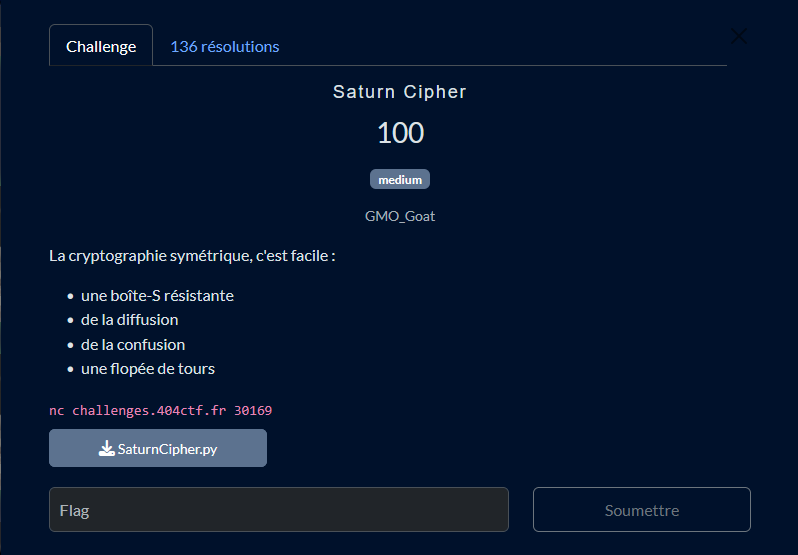 Challenge
136 résolutions
Saturn Cipher
100
medium
GMO_Goat
La cryptographie symétrique, c'est facile :
une boîte-S résistante
de la diffusion
de la confusion
une flopée de tours
nc challenges.404ctf.fr 30169
SaturnCipher.py
Flag
Soumettre